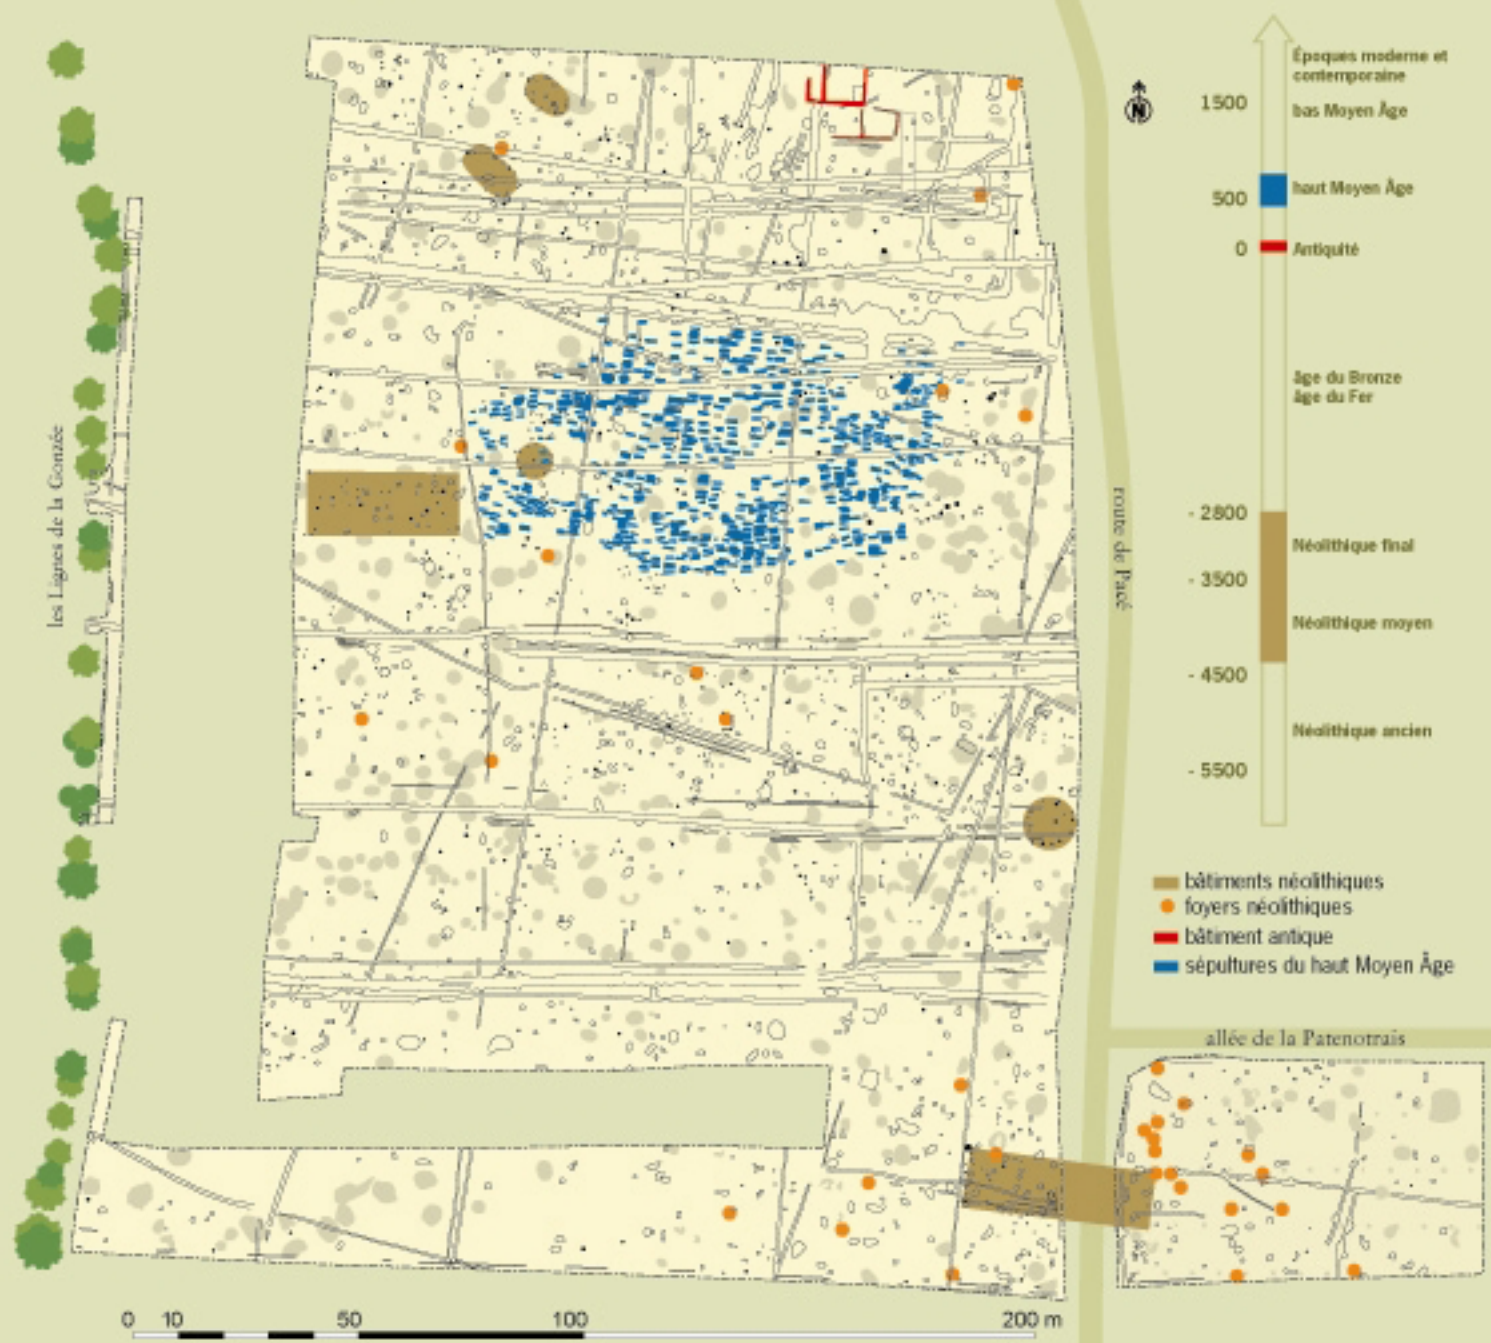 Époques moderne et
contemporaine
1500
bas Moyen Âge
haut Moyen Âge
500
0
Antiquité
âge du Bronze
âge du Fer
- 2800
Néolithique final
- 3500
Néolithique moyen
- 4500
Néolithique ancien
- 5500
N
les Lignes de la Gonzée
route de Pacé
bâtiments néolithiques
foyers néolithiques
bâtiment antique
sépultures du haut Moyen Âge
allée de la Patenotrais
0 10 50 100 200 m